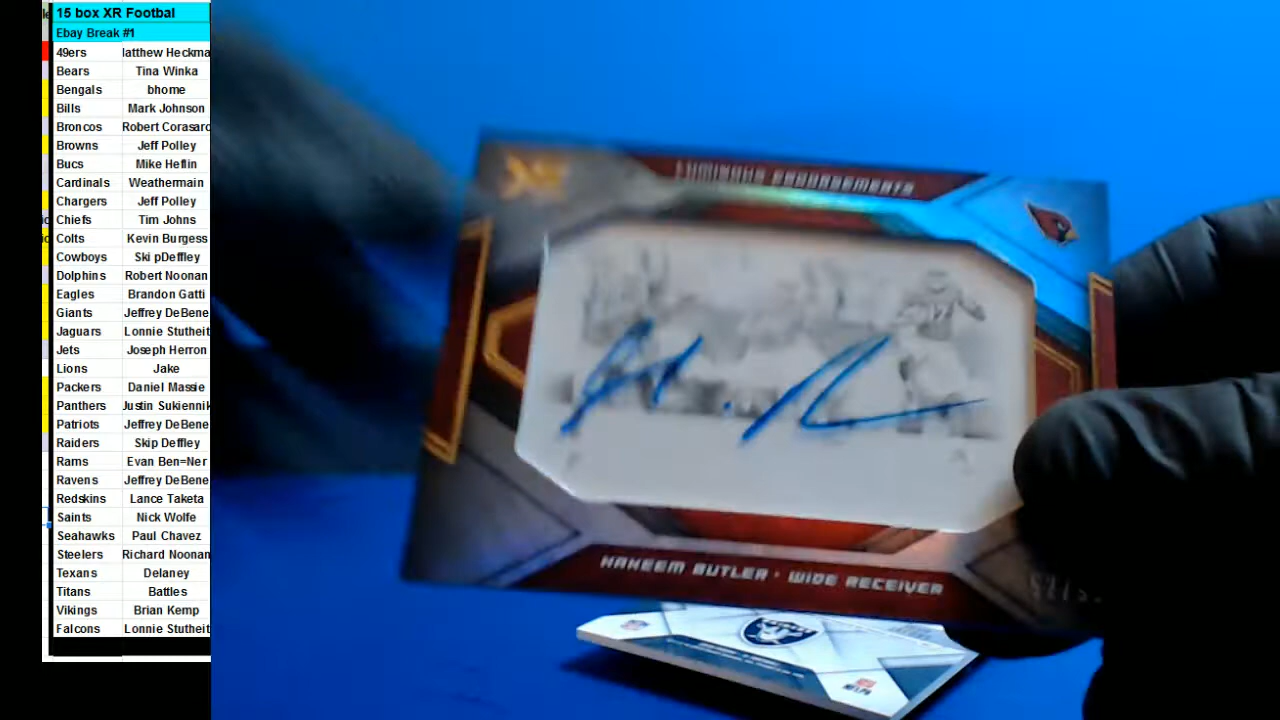 15 box XR Footbal
Ebay Break #1
49ers latthew Heckma
Bears Tina Winka
Bengals bhome
Bills Mark Johnson
Broncos Robert Corasaro
Browns Jeff Polley
Bucs Mike Heflin
Cardinals Weathermain
Chargers Jeff Polley
Chiefs Tim Johns
Colts Kevin Burgess
Cowboys Ski pDeffley
Dolphins Robert Noonan
Eagles Brandon Gatti
Giants Jeffrey DeBene
Jaguars Lonnie Stutheit
Jets Joseph Herron
Lions Jake
Packers Daniel Massie
Panthers Justin Sukiennik
Patriots Jeffrey DeBene
Raiders Skip Deffley
Rams Evan Ben=Ner
Ravens Jeffrey DeBene
Redskins Lance Taketa
Saints Nick Wolfe
Seahawks Paul Chavez
Steelers Richard Noonan
Texans Delaney
Titans Battles
Vikings Brian Kemp
Falcons Lonnie Stutheit
XR
LUMINOUS ENDORSEMENTS
HAKEEM BUTLER • WIDE RECEIVER
RAIDERS
NFL